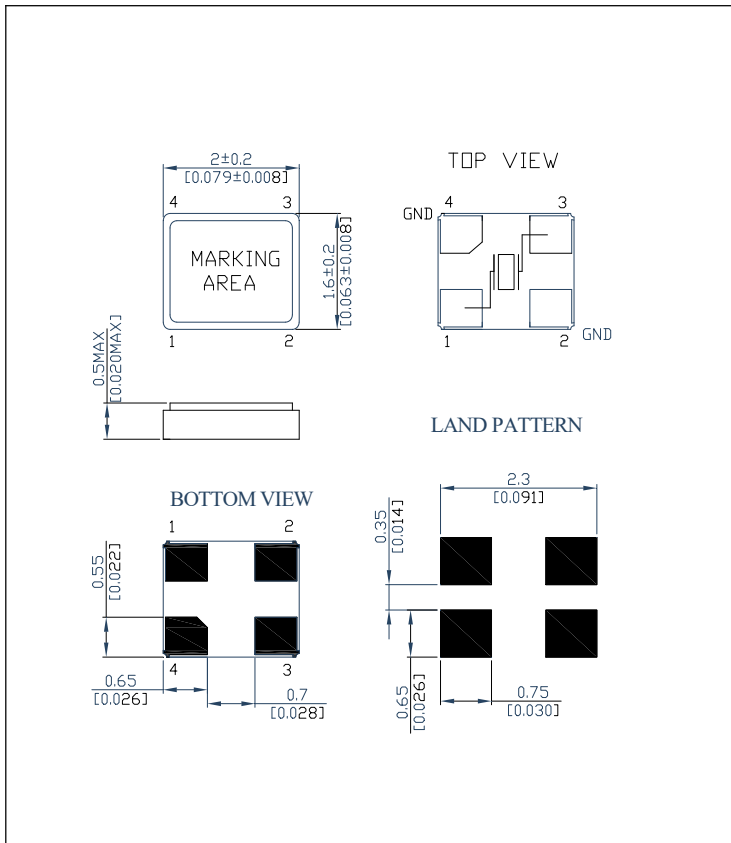 2±0.2
[0.079±0.008]
4 3
MARKING
AREA
1 2
1.6±0.2
[0.063±0.008]
0.5MAX
[0.020MAX]
TOP VIEW
4 3
GND
1 2
GND
BOTTOM VIEW
1 2
0.55
[0.022]
4 3
0.65
[0.026]
0.7
[0.028]
LAND PATTERN
2.3
[0.091]
0.35
[0.014]
0.65
[0.026]
0.75
[0.030]